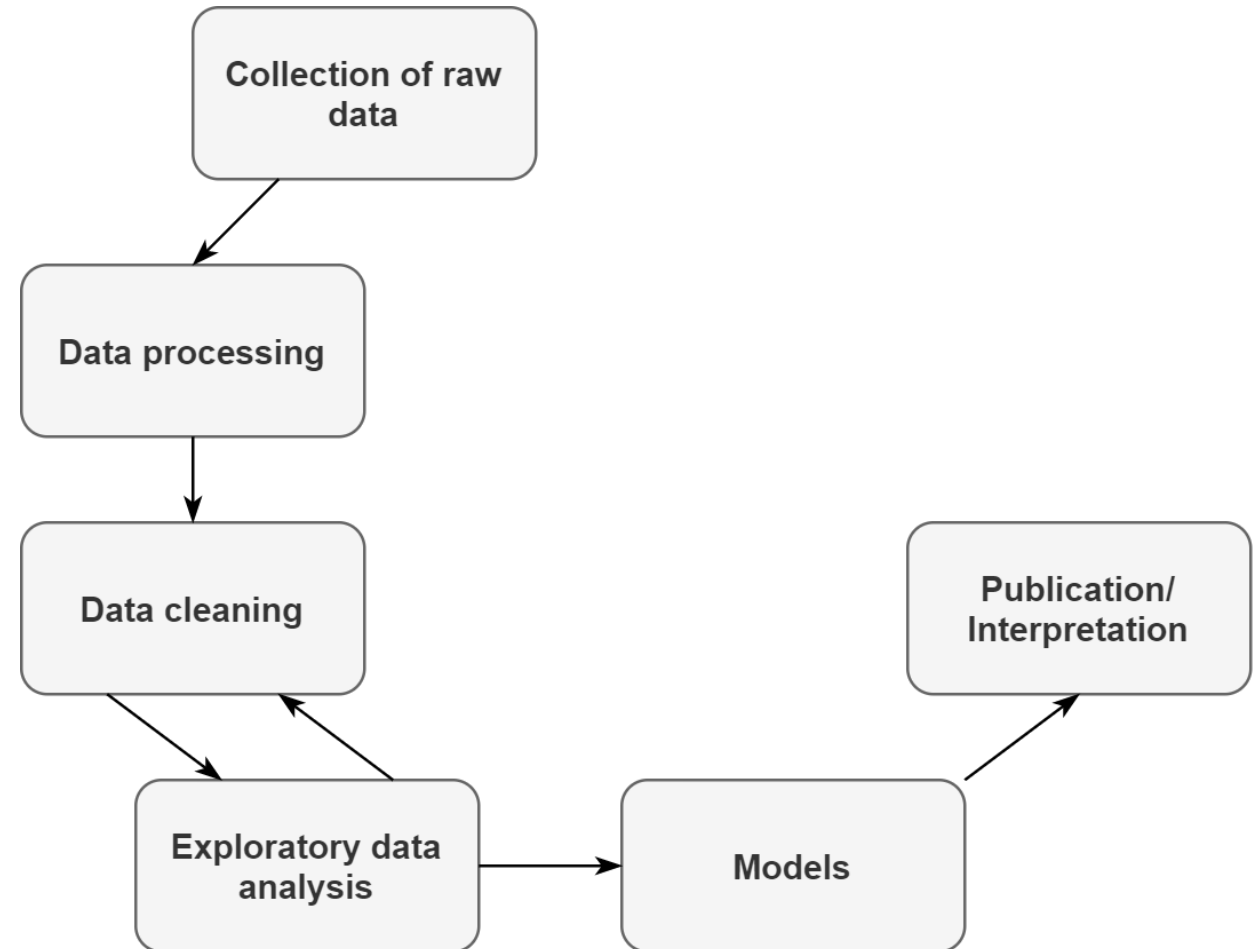 Collection of raw
data
Data processing
Data cleaning
Exploratory data
analysis
Models
Publication/
Interpretation